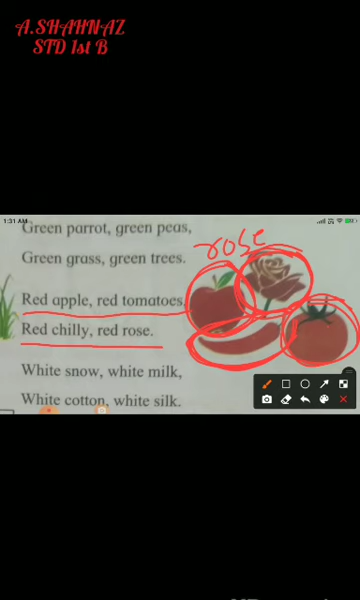 A.SHAHNAZ
STD 1st B
1:31 AM
Green parrot, green peas,
Green grass, green trees.
rose
Red apple, red tomatoes.
Red chilly, red rose.
White snow, white milk,
White cotton, white silk.